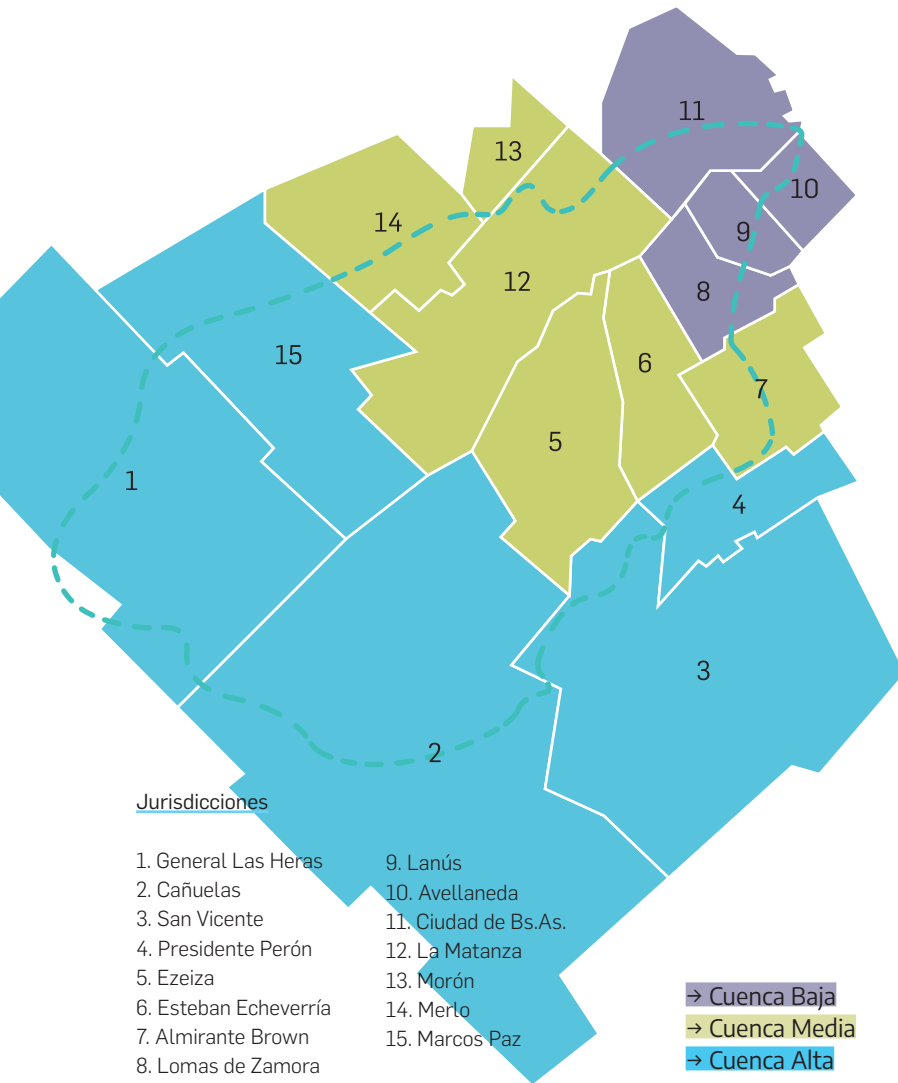 11
13
10
14
9
12
8
15
6
7
5
1
4
3
2
Jurisdicciones
1. General Las Heras
2. Cañuelas
3. San Vicente
4. Presidente Perón
5. Ezeiza
6. Esteban Echeverría
7. Almirante Brown
8. Lomas de Zamora
9. Lanús
10. Avellaneda
11. Ciudad de Bs.As.
12. La Matanza
13. Morón
14. Merlo
15. Marcos Paz
→ Cuenca Baja
→ Cuenca Media
→ Cuenca Alta